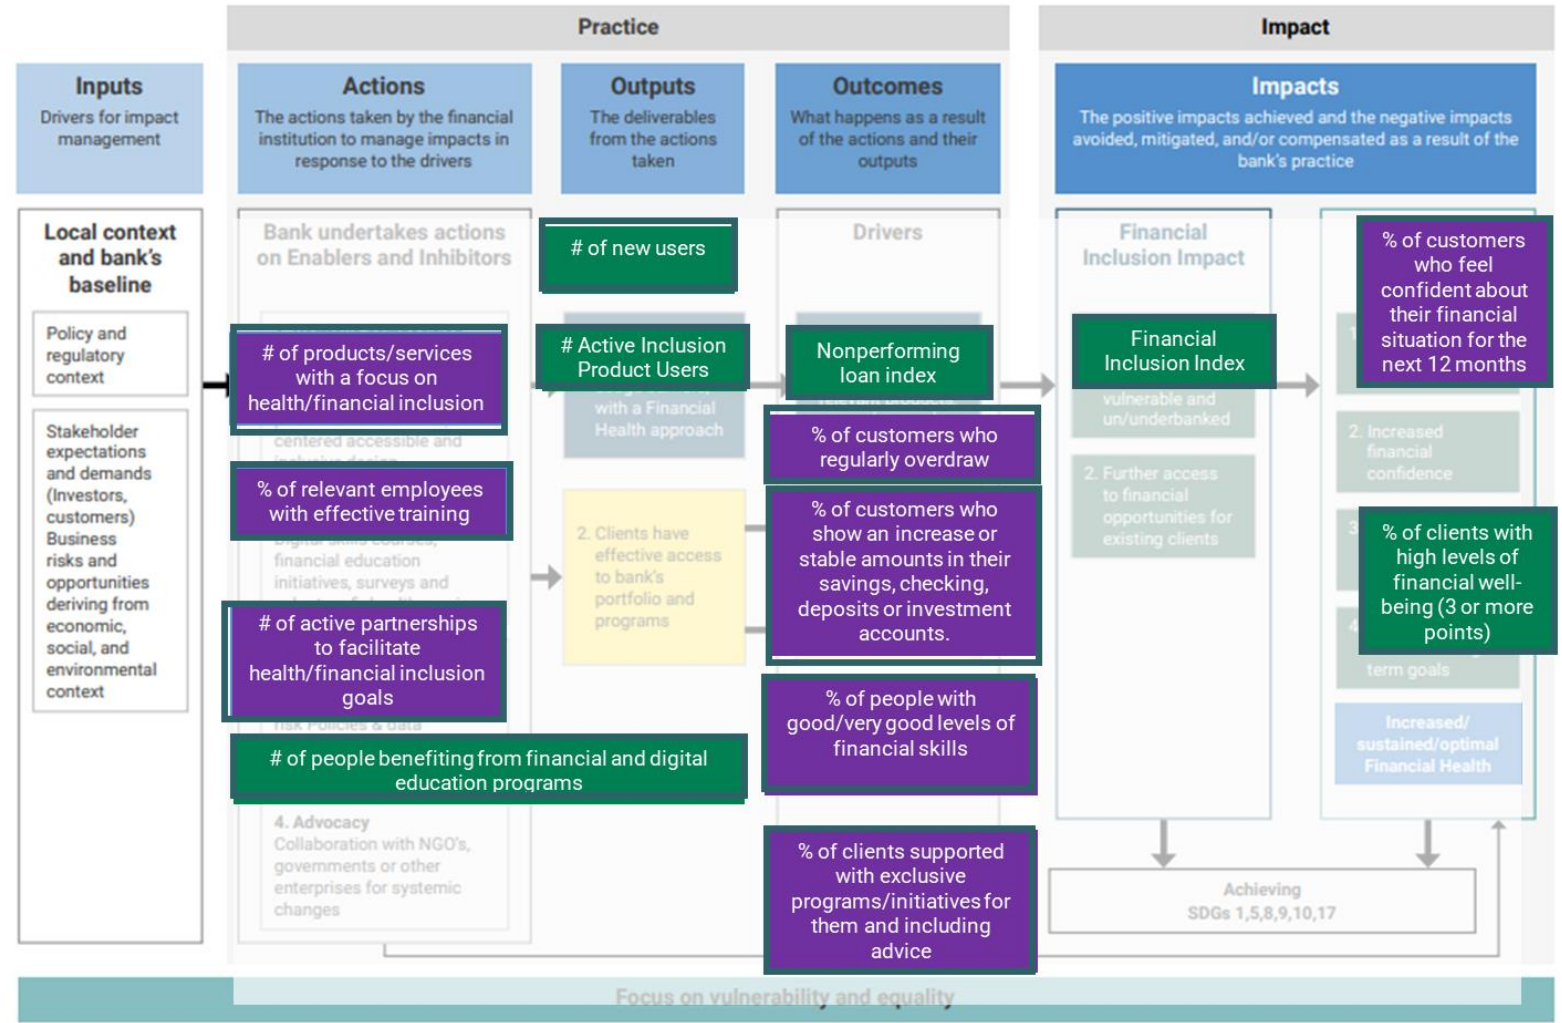 Practice
Impact
Inputs
Drivers for impact
management
Actions
The actions taken by the financial
institution to manage impacts in
response to the drivers
Outputs
The deliverables
from the actions
taken
Outcomes
What happens as a result
of the actions and their
outputs
Impacts
The positive impacts achieved and the negative impacts
avoided, mitigated, and/or compensated as a result of the
bank's practice
Local context
and bank's
baseline
Policy and
regulatory
context
Stakeholder
expectations
and demands
(Investors,
customers)
Business
risks and
opportunities
deriving from
economic,
social, and
environmental
context
Bank undertakes actions
on Enablers and Inhibitors
# of products/services
with a focus on
health/financial inclusion
centered accessible and
% of relevant employees
with effective training
financial education
initiatives, surveys and
# of active partnerships
to facilitate
health/financial inclusion
goals
risk Policies & data
# of people benefiting from financial and digital
education programs
4. Advocacy
Collaboration with NGO's,
governments or other
enterprises for systemic
changes
# of new users
# Active Inclusion
Product Users
with a Financial
Health approach
2. Clients have
effective access
to bank's
portfolio and
programs
Drivers
Nonperforming
loan index
% of customers who
regularly overdraw
% of customers who
show an increase or
stable amounts in their
savings, checking,
deposits or investment
accounts.
% of people with
good/very good levels of
financial skills
% of clients supported
with exclusive
programs/initiatives for
them and including
advice
Financial
Inclusion Impact
Financial
Inclusion Index
vulnerable and
un/underbanked
2. Further access
to financial
opportunities for
existing clients
% of customers
who feel
confident about
their financial
situation for the
next 12 months
2. Increased
financial
confidence
% of clients with
high levels of
financial well-
being (3 or more
points)
term goals
Increased/
sustained/optimal
Financial Health
Achieving
SDGs 1,5,8,9,10,17
Focus on vulnerability and equality